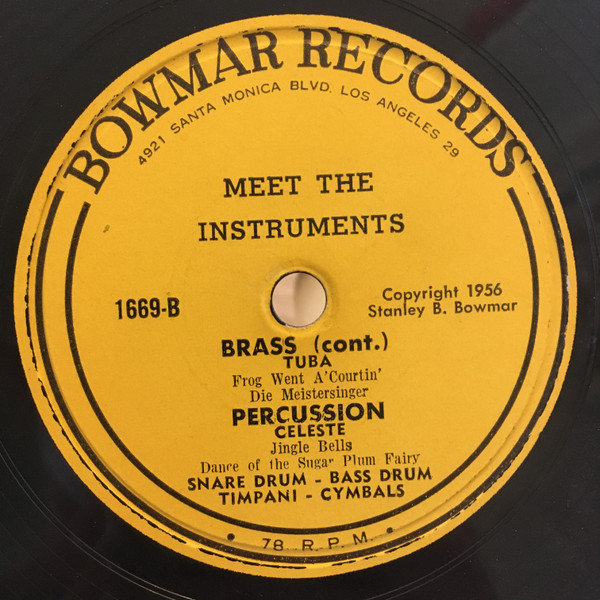 BOWMAR RECORDS
4921 SANTA MONICA BLVD. LOS ANGELES 29
MEET THE
INSTRUMENTS
1669-B
Copyright 1956
Stanley B. Bowmar
BRASS (cont.)
TUBA
Frog Went A'Courtin'
Die Meistersinger
PERCUSSION
CELESTE
Jingle Bells
Dance of the Sugar Plum Fairy
SNARE DRUM - BASS DRUM
TIMPANI - CYMBALS
• 78 R.P.M. •